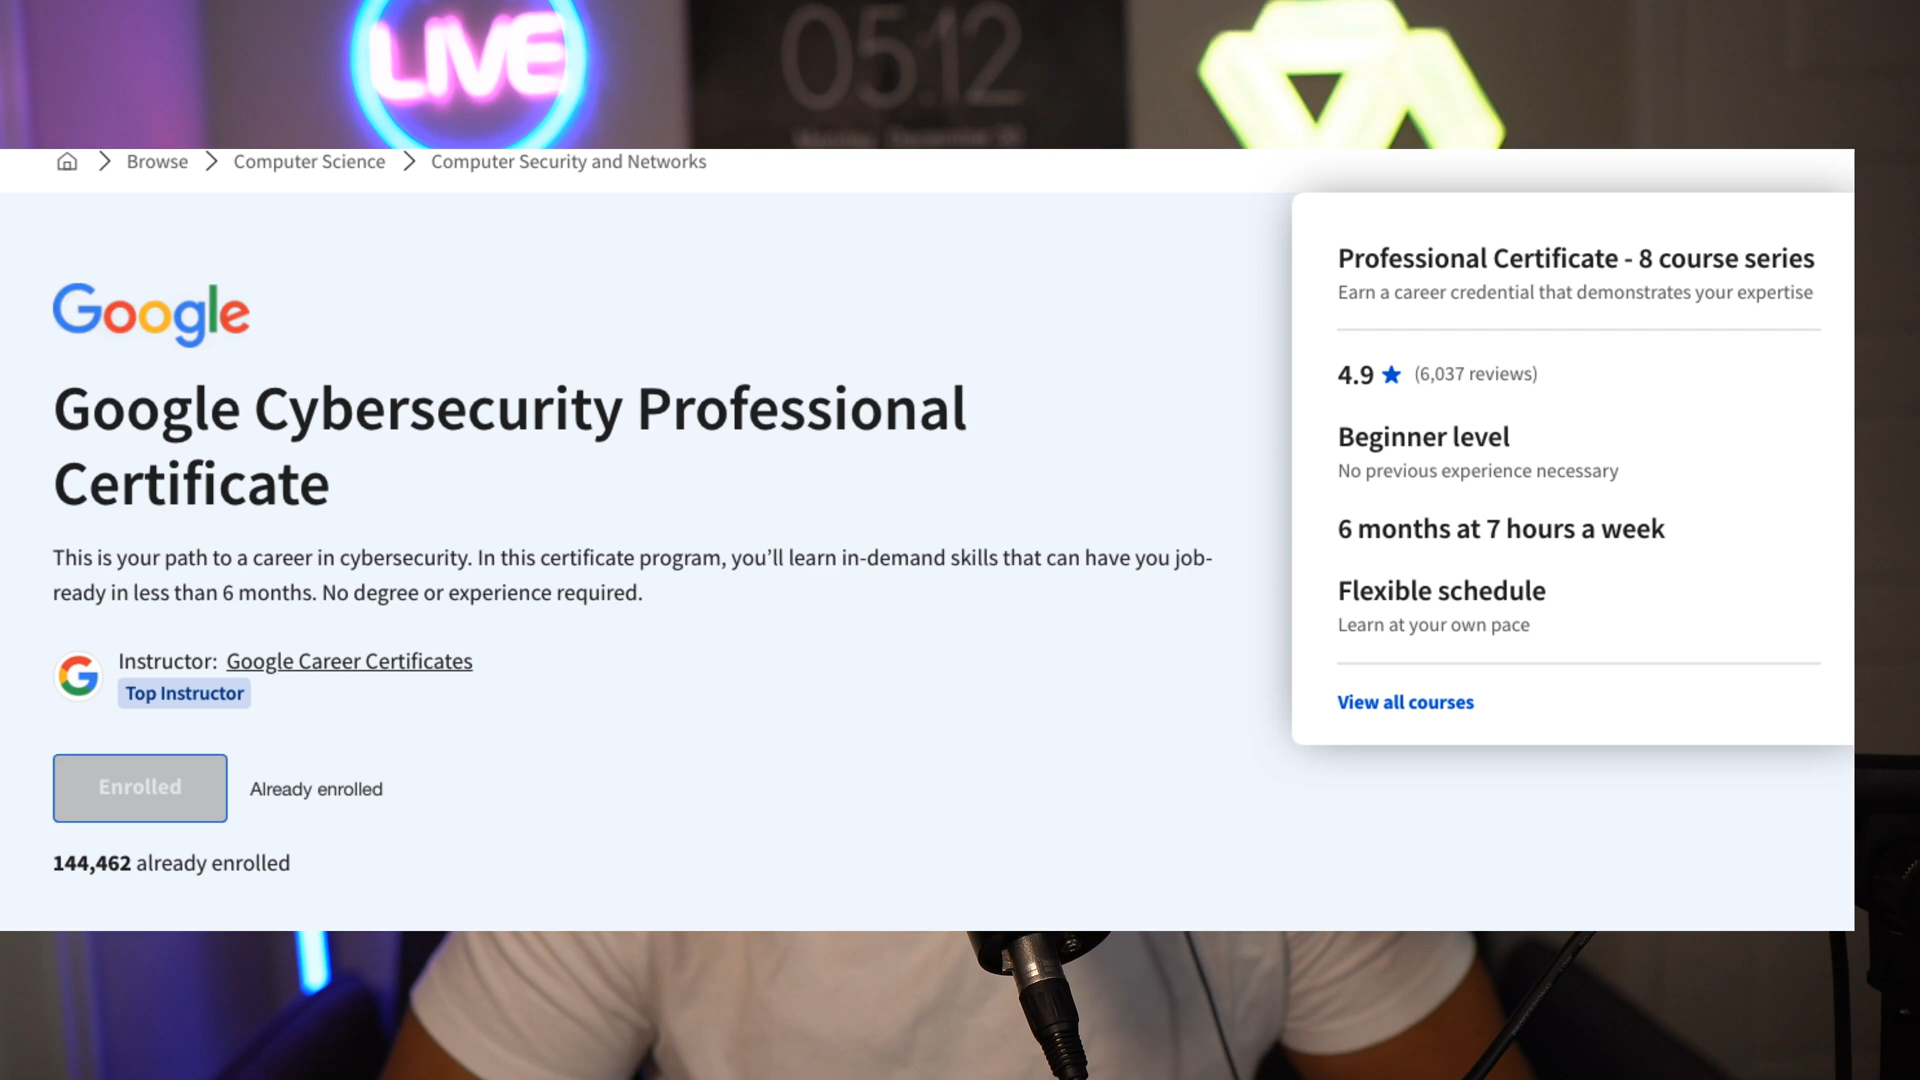 LIVE
05:12
Browse
Computer Science
Computer Security and Networks
Google
Google Cybersecurity Professional
Certificate
This is your path to a career in cybersecurity. In this certificate program, you’ll learn in-demand skills that can have you job-
ready in less than 6 months. No degree or experience required.
Instructor: Google Career Certificates
Top Instructor
Enrolled
Already enrolled
144,462 already enrolled
Professional Certificate - 8 course series
Earn a career credential that demonstrates your expertise
4.9 ★ (6,037 reviews)
Beginner level
No previous experience necessary
6 months at 7 hours a week
Flexible schedule
Learn at your own pace
View all courses